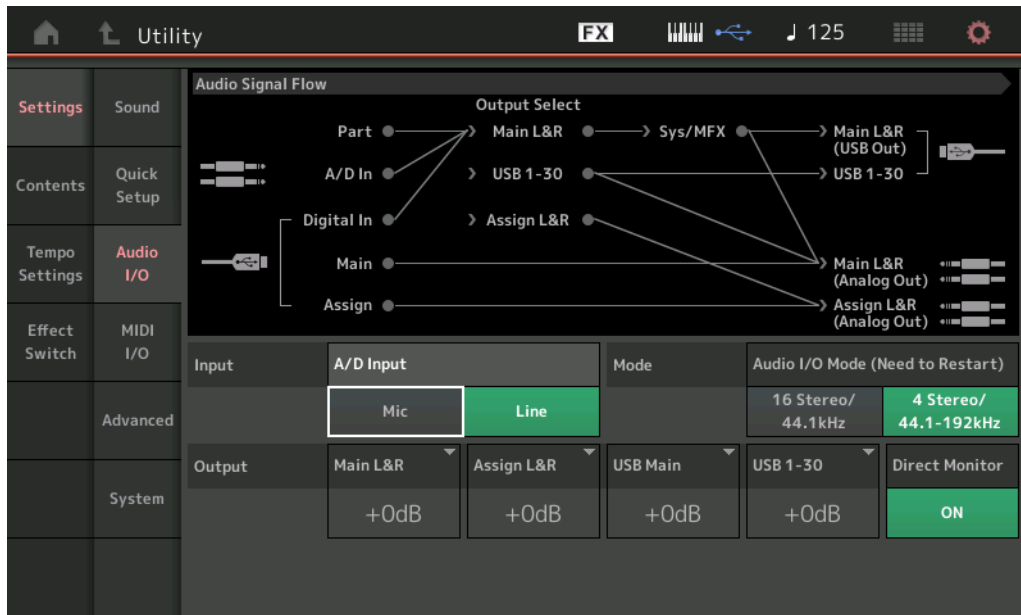 Utility
FX
125
Settings
Sound
Contents
Quick
Setup
Tempo
Settings
Audio
I/O
Effect
Switch
MIDI
I/O
Advanced
System
Audio Signal Flow
Output Select
Part
Main L&R
Sys/MFX
Main L&R
(USB Out)
A/D In
USB 1-30
USB 1-30
Digital In
Assign L&R
Main
Main L&R
(Analog Out)
Assign
Assign L&R
(Analog Out)
Input
A/D Input
Mode
Audio I/O Mode (Need to Restart)
Mic
Line
16 Stereo/
44.1kHz
4 Stereo/
44.1-192kHz
Output
Main L&R
Assign L&R
USB Main
USB 1-30
Direct Monitor
+0dB
+0dB
+0dB
+0dB
ON